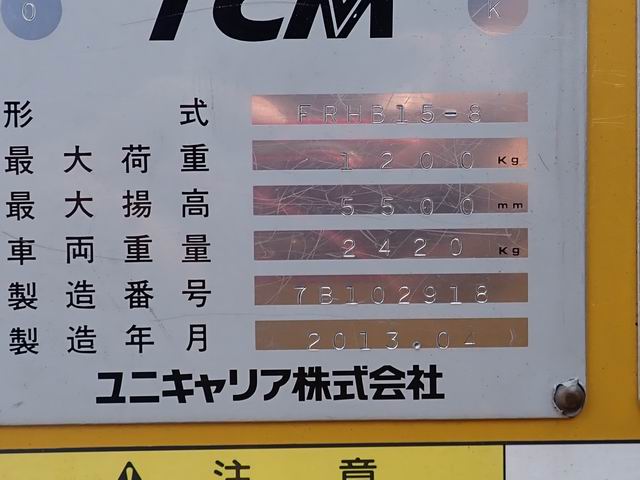 O TCM K
形式 FRHB15-8
最大荷重 1200 Kg
最大揚高 5500 mm
車両重量 2420 Kg
製造番号 7B102918
製造年月 2013.04
ユニキャリア株式会社
注意